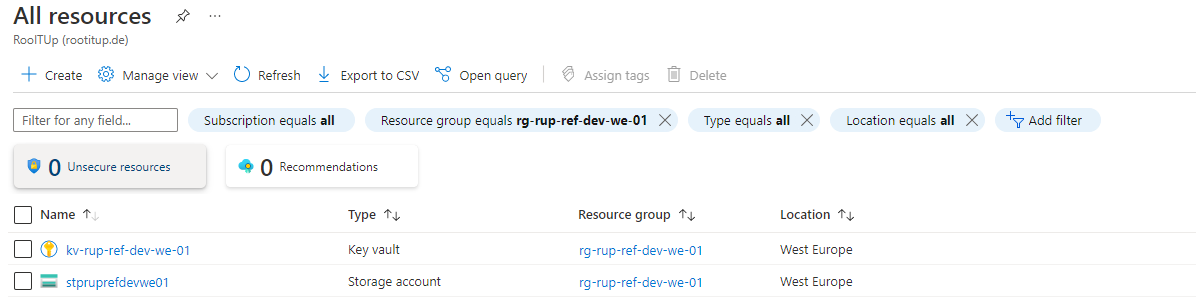 All resources
RooITUp (rootitup.de)
Create Manage view Refresh Export to CSV Open query Assign tags Delete
Filter for any field... Subscription equals all Resource group equals rg-rup-ref-dev-we-01 Type equals all Location equals all Add filter
0 Unsecure resources 0 Recommendations
Name Type Resource group Location
kv-rup-ref-dev-we-01 Key vault rg-rup-ref-dev-we-01 West Europe
stpruprefdevwe01 Storage account rg-rup-ref-dev-we-01 West Europe